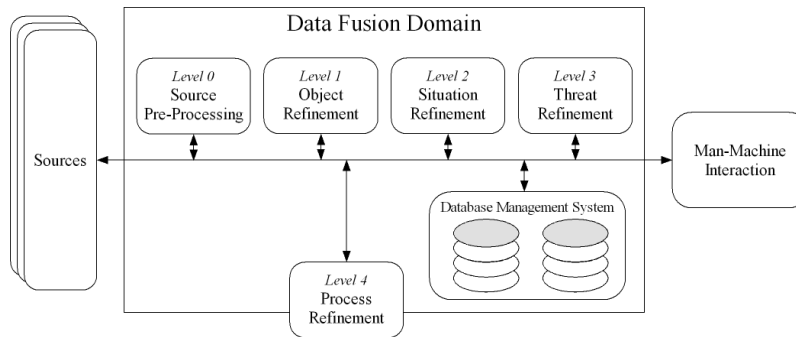 Data Fusion Domain
Level 0
Source
Pre-Processing
Level 1
Object
Refinement
Level 2
Situation
Refinement
Level 3
Threat
Refinement
Sources
Man-Machine
Interaction
Database Management System
Level 4
Process
Refinement